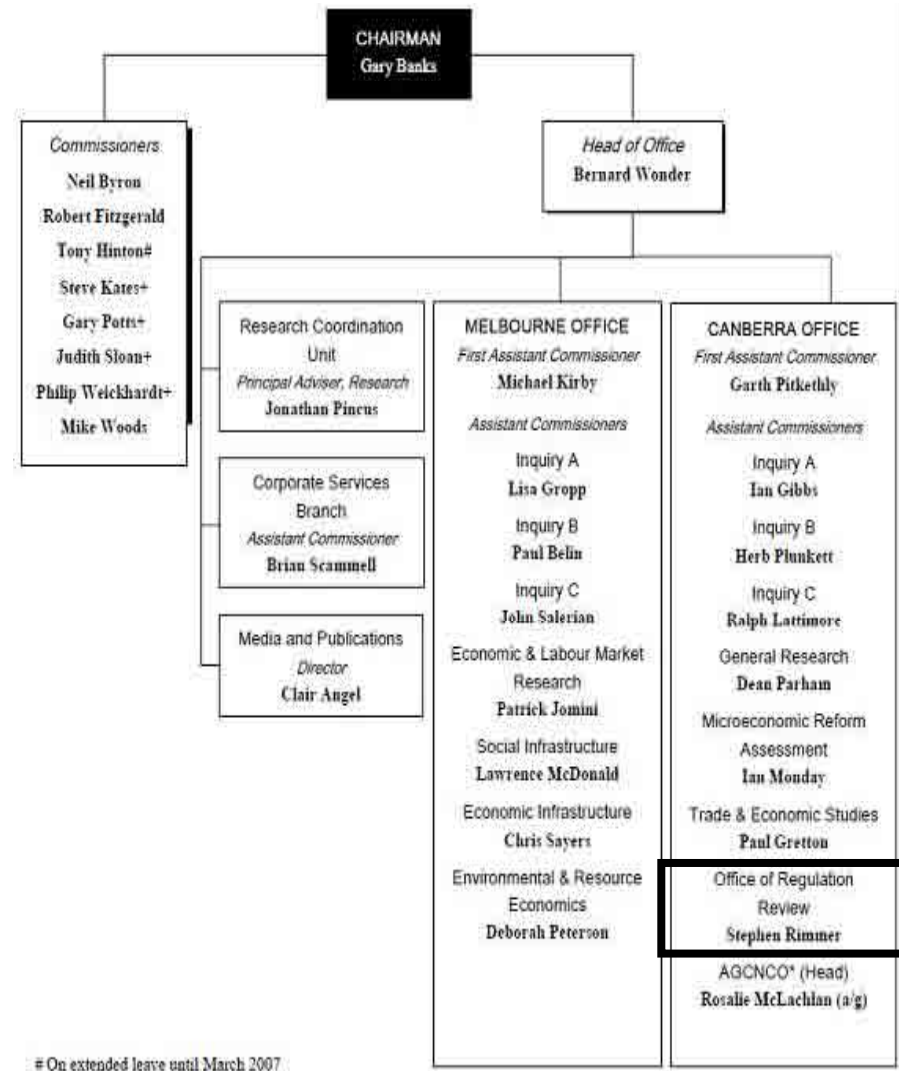 CHAIRMAN
Gary Banks
Commissioners
Neil Byron
Robert Fitzgerald
Tony Hinton#
Steve Kates+
Gary Potts+
Judith Sloan+
Philip Weickhardt+
Mike Woods
Head of Office
Bernard Wonder
Research Coordination
Unit
Principal Adviser, Research
Jonathan Pincus
Corporate Services
Branch
Assistant Commissioner
Brian Scammell
Media and Publications
Director
Clair Angel
MELBOURNE OFFICE
First Assistant Commissioner
Michael Kirby
Assistant Commissioners
Inquiry A
Lisa Gropp
Inquiry B
Paul Belin
Inquiry C
John Salerian
Economic & Labour Market
Research
Patrick Jomini
Social Infrastructure
Lawrence McDonald
Economic Infrastructure
Chris Sayers
Environmental & Resource
Economics
Deborah Peterson
CANBERRA OFFICE
First Assistant Commissioner
Garth Pitkethly
Assistant Commissioners
Inquiry A
Ian Gibbs
Inquiry B
Herb Plunkett
Inquiry C
Ralph Lattimore
General Research
Dean Parham
Microeconomic Reform
Assessment
Ian Monday
Trade & Economic Studies
Paul Gretton
Office of Regulation
Review
Stephen Rimmer
AGCNCO* (Head)
Rosalie McLachlan (a/g)
# On extended leave until March 2007